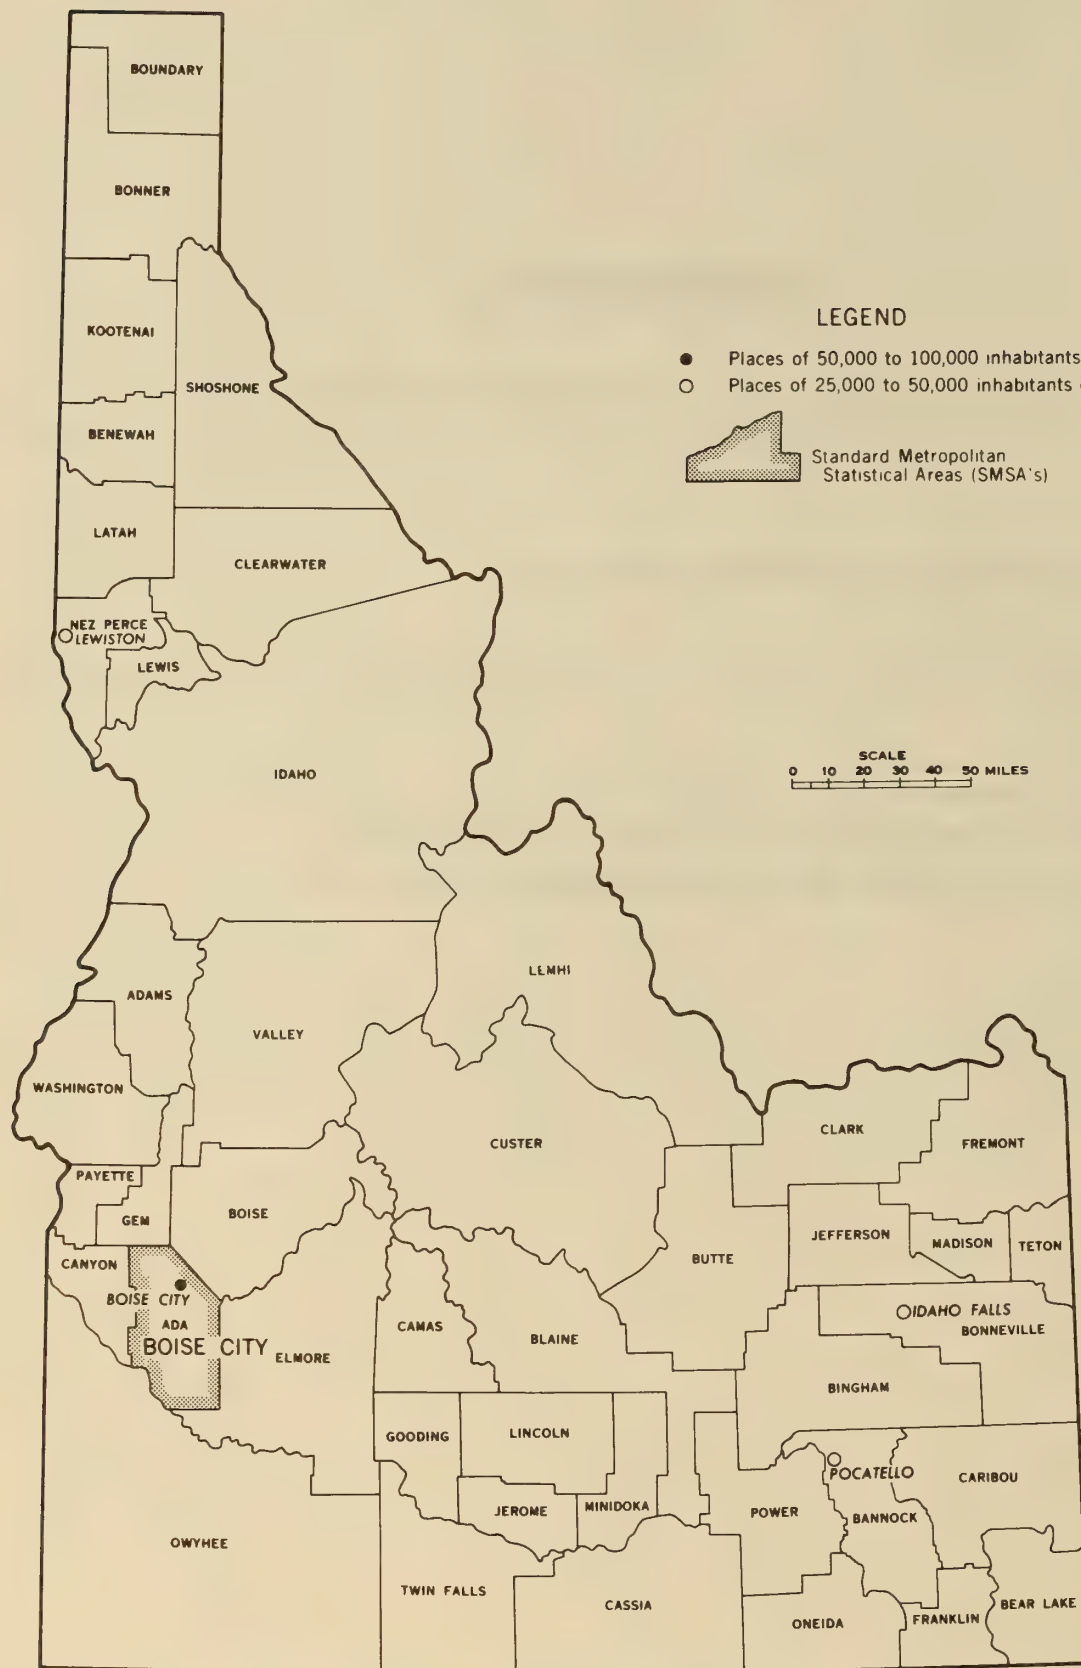 BOUNDARY
BONNER
KOOTENAI
SHOSHONE
BENEWAH
LATAH
CLEARWATER
NEZ PERCE
LEWISTON
LEWIS
IDAHO
LEGEND
Places of 50,000 to 100,000 inhabitants
Places of 25,000 to 50,000 inhabitants
Standard Metropolitan
Statistical Areas (SMSA's)
SCALE
0 10 20 30 40 50 MILES
LEMHI
ADAMS
VALLEY
WASHINGTON
CUSTER
CLARK
FREMONT
PAYETTE
GEM
BOISE
BUTTE
JEFFERSON
MADISON
TETON
CANYON
BOISE CITY
ADA
BOISE CITY
ELMORE
CAMAS
BLAINE
IDAHO FALLS
BONNEVILLE
BINGHAM
GOODING
LINCOLN
POCATELLO
CARIBOU
JEROME
MINIDOKA
POWER
BANNOCK
OWYHEE
TWIN FALLS
CASSIA
ONEIDA
FRANKLIN
BEAR LAKE